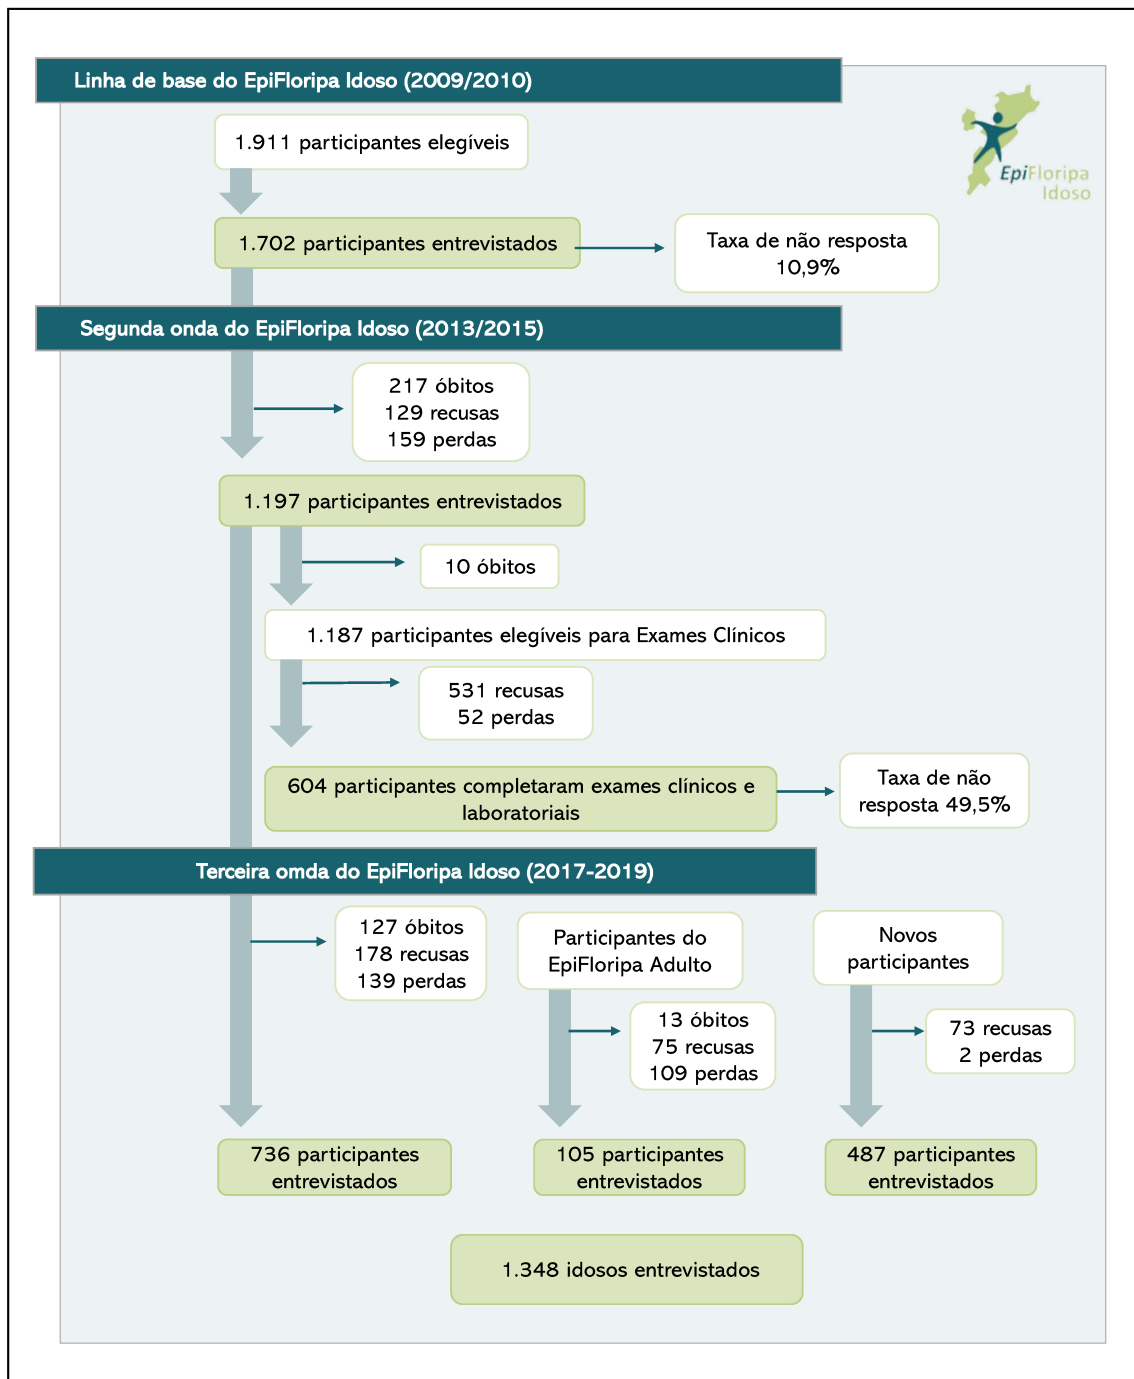 Linha de base do EpiFloripa Idoso (2009/2010)
1.911 participantes elegíveis
EpiFloripa
Idoso
1.702 participantes entrevistados
Taxa de não resposta
10,9%
Segunda onda do EpiFloripa Idoso (2013/2015)
217 óbitos
129 recusas
159 perdas
1.197 participantes entrevistados
10 óbitos
1.187 participantes elegíveis para Exames Clínicos
531 recusas
52 perdas
604 participantes completaram exames clínicos e
laboratoriais
Taxa de não
resposta 49,5%
Terceira omda do EpiFloripa Idoso (2017-2019)
127 óbitos
178 recusas
139 perdas
Participantes do
EpiFloripa Adulto
Novos
participantes
13 óbitos
75 recusas
109 perdas
73 recusas
2 perdas
736 participantes
entrevistados
105 participantes
entrevistados
487 participantes
entrevistados
1.348 idosos entrevistados